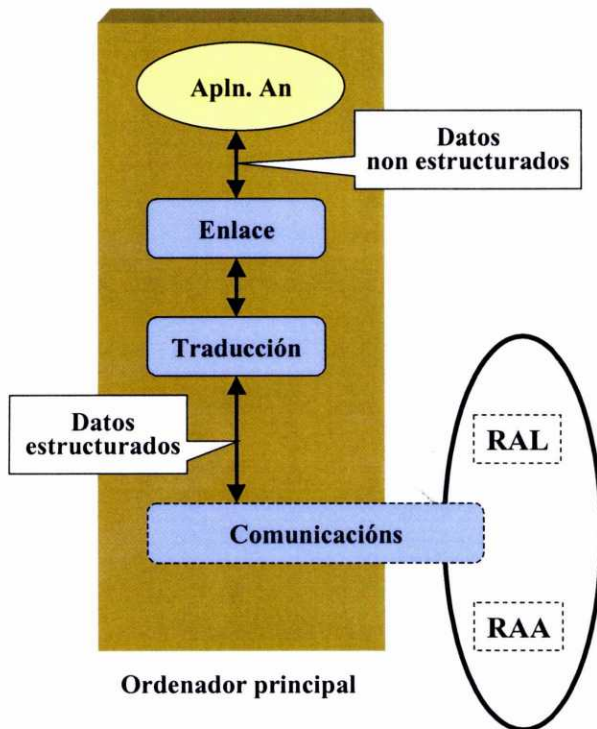 Apln. An
Datos
non estructurados
Enlace
Traducción
Datos
estructurados
RAL
Comunicacións
RAA
Ordenador principal